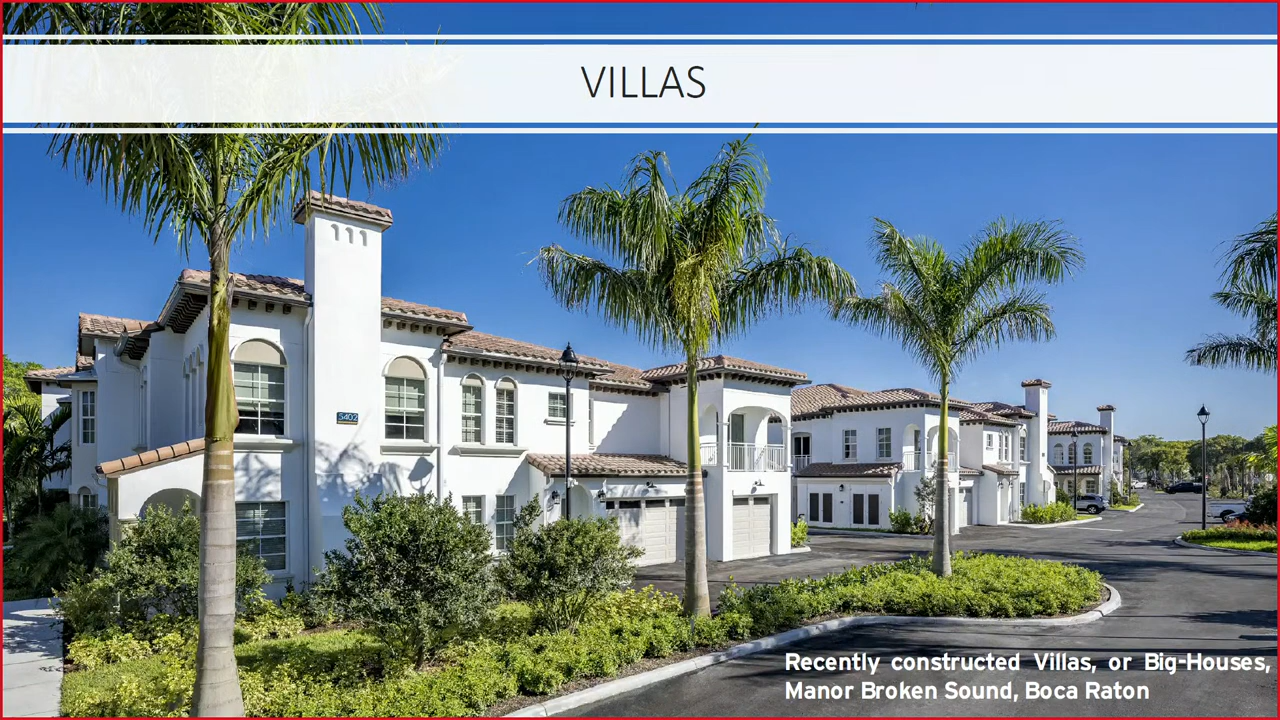 VILLAS
5402
Recently constructed Villas, or Big-Houses,
Manor Broken Sound, Boca Raton